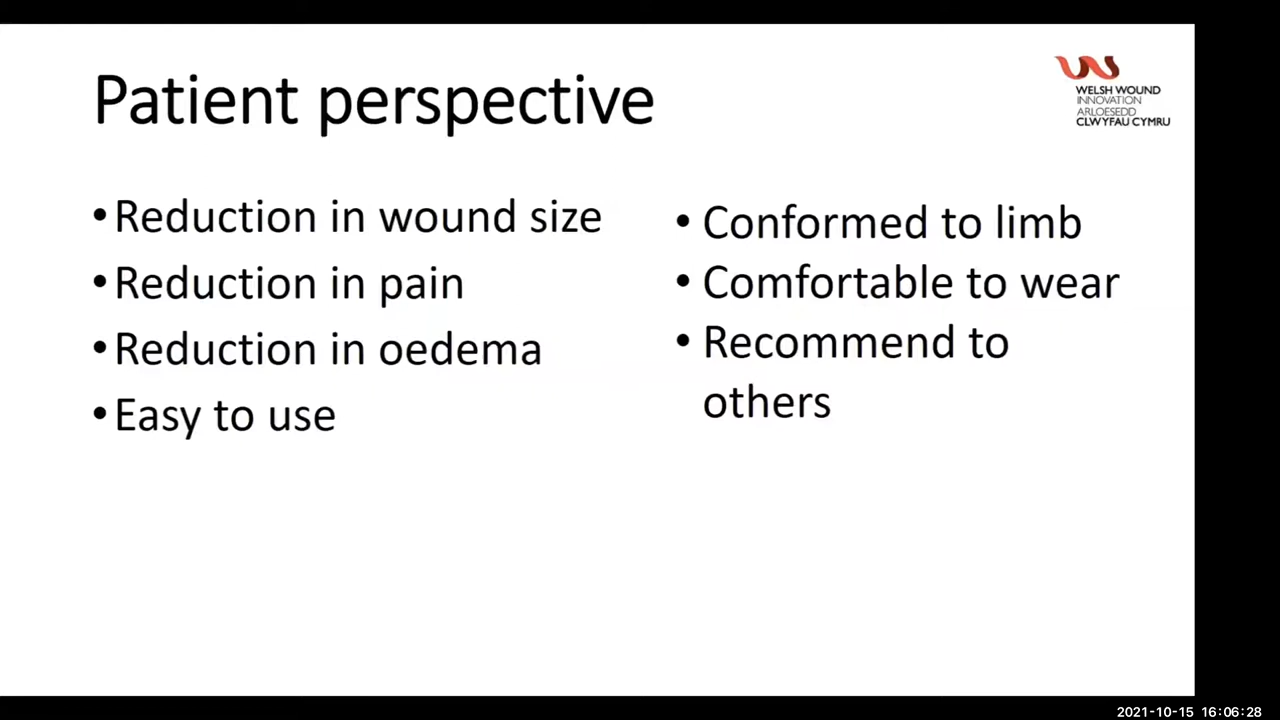 Patient perspective
WELSH WOUND
INNOVATION
ARLOESEDD
CLWYFAU CYMRU
•Reduction in wound size
•Reduction in pain
•Reduction in oedema
•Easy to use
• Conformed to limb
• Comfortable to wear
• Recommend to
others
2021-10-15 16:06:28